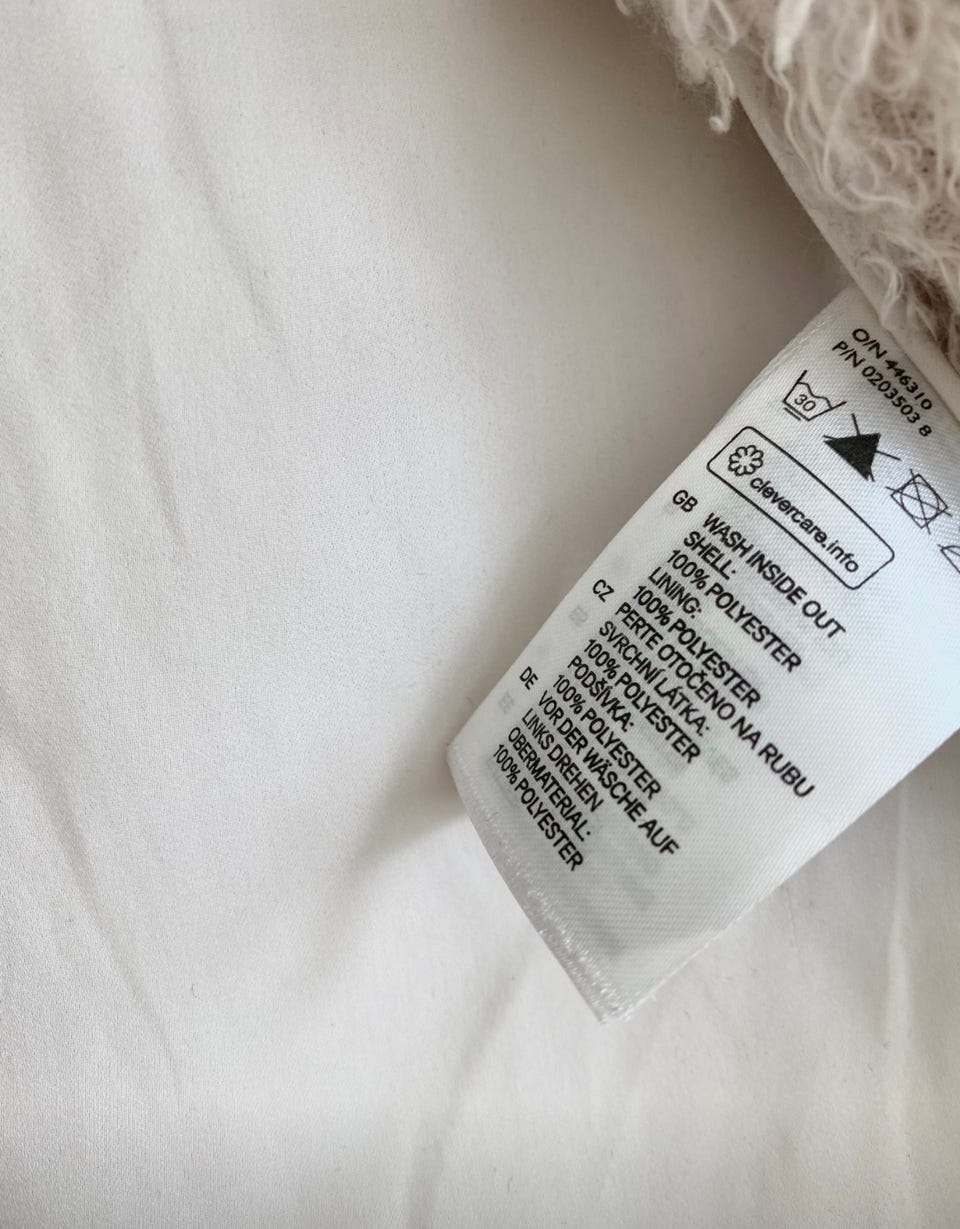 O/N 446310
P/N 0203503 8
30
clevercare.info
GB WASH INSIDE OUT
SHELL:
100% POLYESTER
LINING:
100% POLYESTER
CZ PERTE OTOČENO NA RUBU
SVRCHNÍ LÁTKA:
100% POLYESTER
PODŠÍVKA:
100% POLYESTER
DE VOR DER WÄSCHE AUF
LINKS DREHEN
OBERMATERIAL:
100% POLYESTER